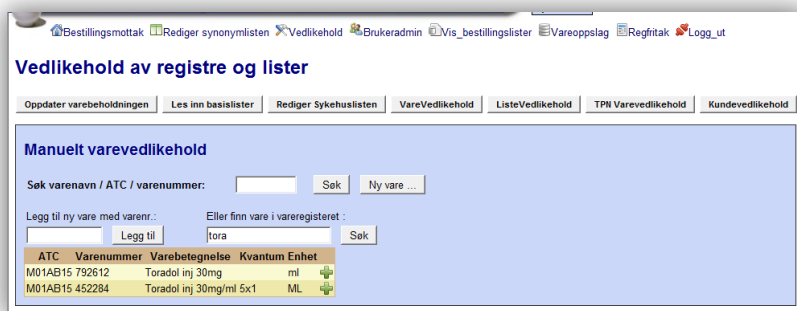 Bestillingsmottak Rediger synonymlisten Vedlikehold Brukeradmin Vis_bestillingslister Vareoppslag Regfritak Logg_ut
Vedlikehold av registre og lister
Oppdater varebeholdningen Les inn basislister Rediger Sykehuslisten VareVedlikehold ListeVedlikehold TPN Varevedlikehold Kundevedlikehold
Manuelt varevedlikehold
Søk varenavn / ATC / varenummer: Søk Ny vare ...
Legg til ny vare med varenr.: Eller finn vare i vareregisteret :
Legg til tora Søk
ATC Varenummer Varebetegnelse Kvantum Enhet
M01AB15 792612 Toradol inj 30mg ml
M01AB15 452284 Toradol inj 30mg/ml 5x1 ML